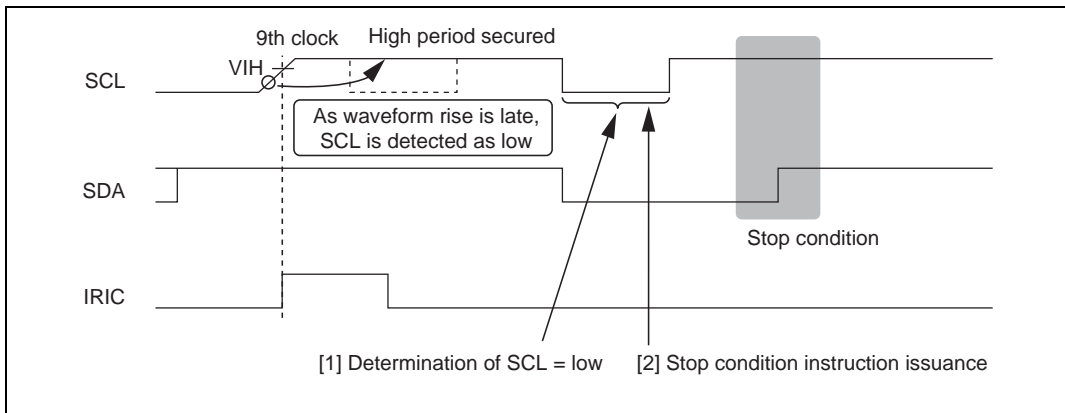 9th clock
High period secured
VIH
SCL
As waveform rise is late,
SCL is detected as low
SDA
Stop condition
IRIC
[1] Determination of SCL = low
[2] Stop condition instruction issuance